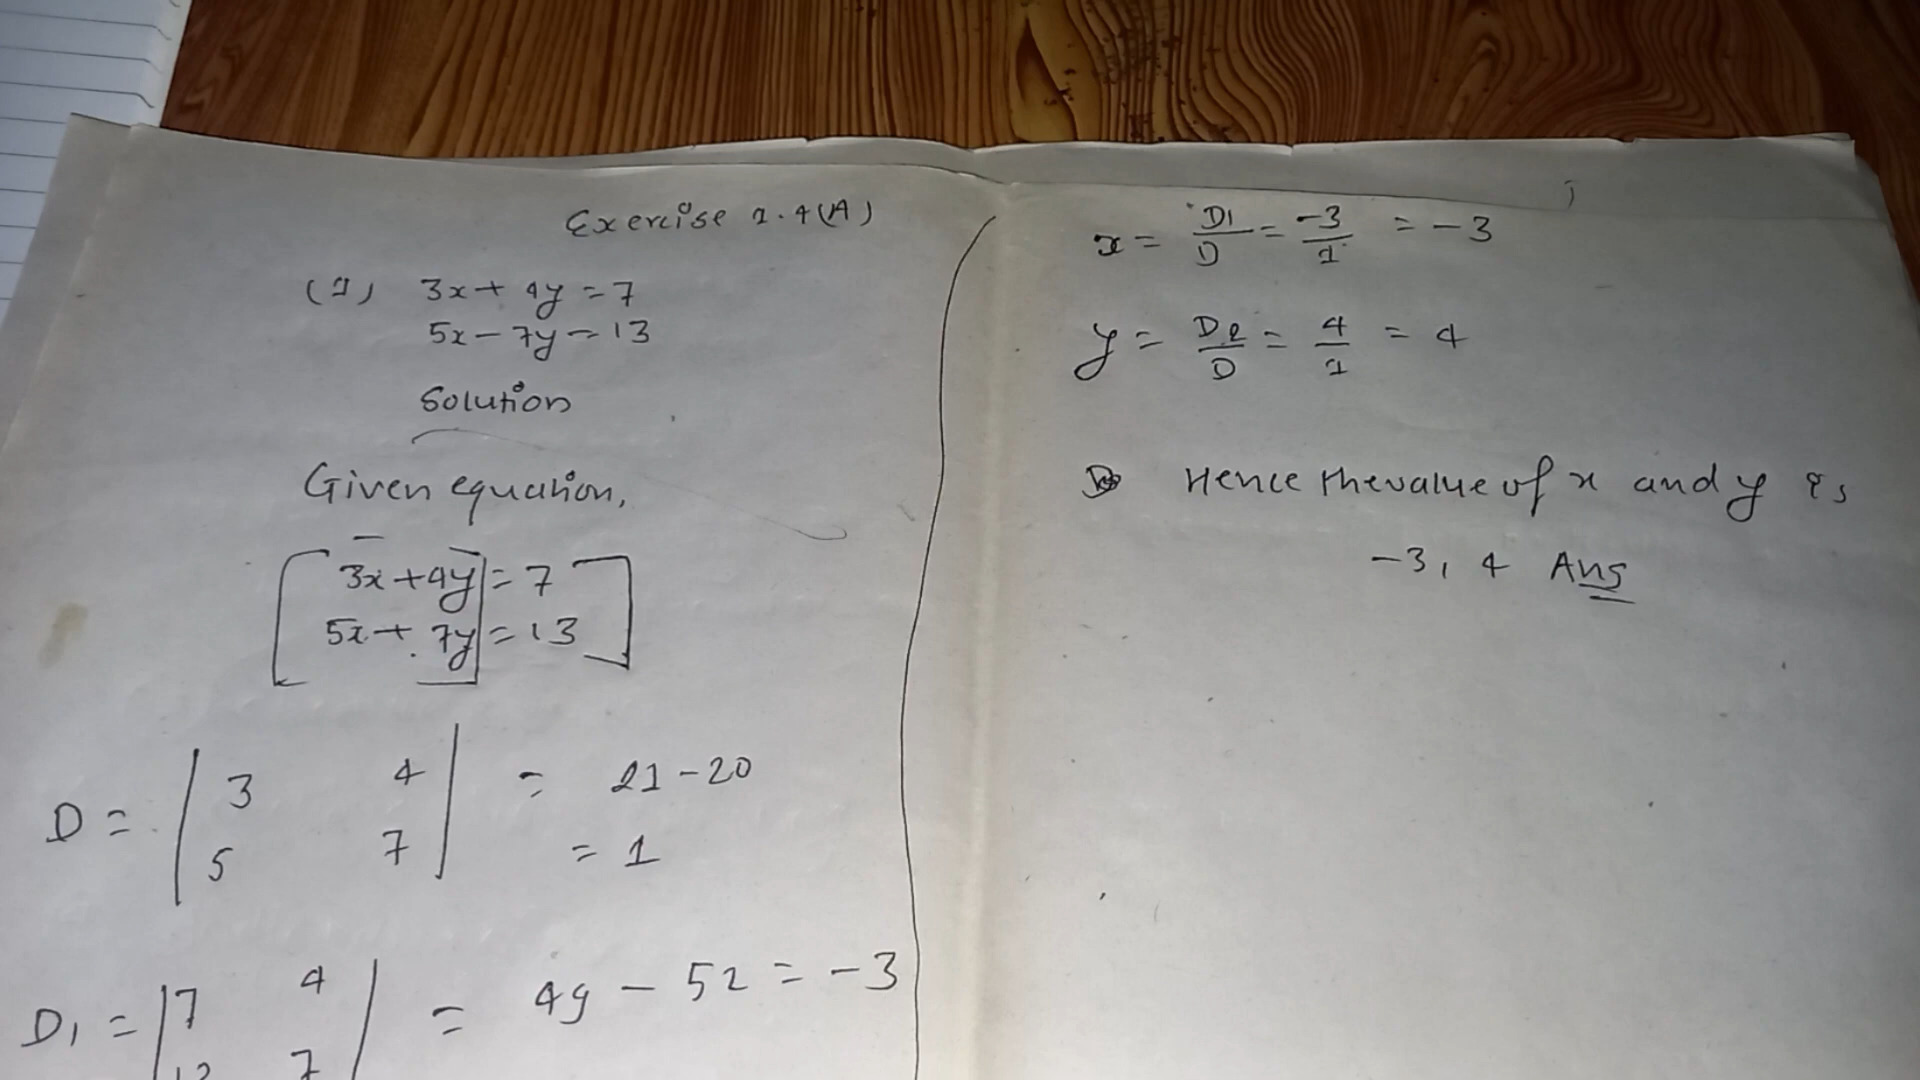 Exercise 1.4(A)
(1) 3x + 4y = 7
5x - 7y = 13
Solution
Given equation,
3x + 4y = 7
5x + 7y = 13
D = | 3 4 | = 21 - 20
5 7 = 1
D1 = | 7 4 | = 49 - 52 = -3
13 7
x = D1/D = -3/1 = -3
y = D2/D = 4/1 = 4
Hence the value of x and y is
-3, 4 Ans